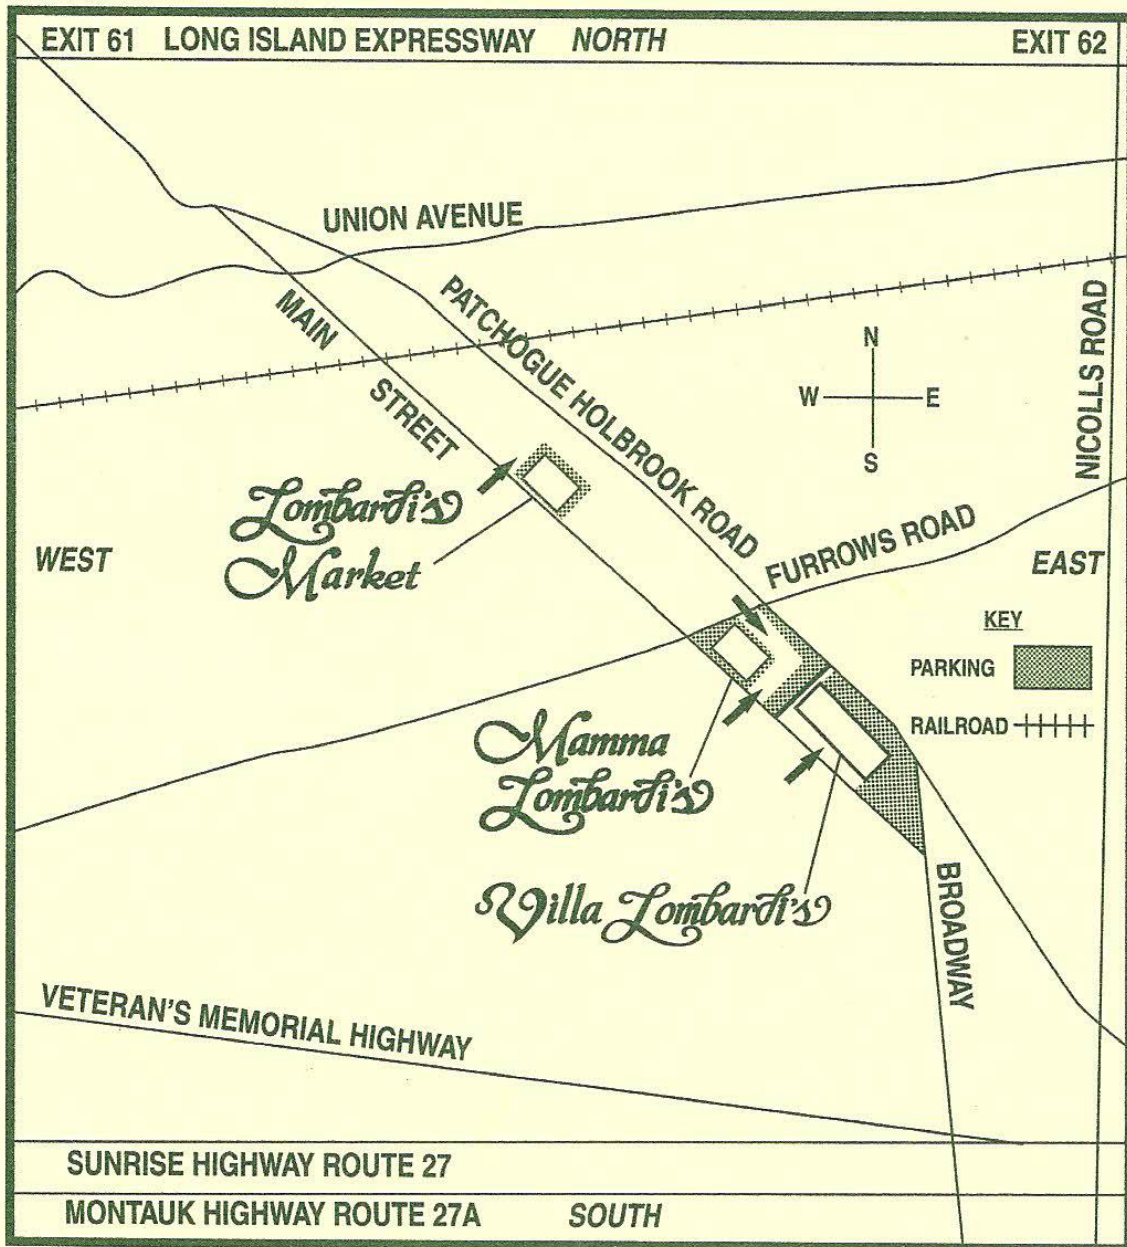 EXIT 61 LONG ISLAND EXPRESSWAY NORTH EXIT 62
UNION AVENUE
MAIN STREET
PATCHOGUE HOLBROOK ROAD
NICOLLS ROAD
N
W E
S
Lombardi's
Market
WEST
FURROWS ROAD
EAST
KEY
PARKING
RAILROAD
Mamma
Lombardi's
Villa Lombardi's
BROADWAY
VETERAN'S MEMORIAL HIGHWAY
SUNRISE HIGHWAY ROUTE 27
MONTAUK HIGHWAY ROUTE 27A SOUTH